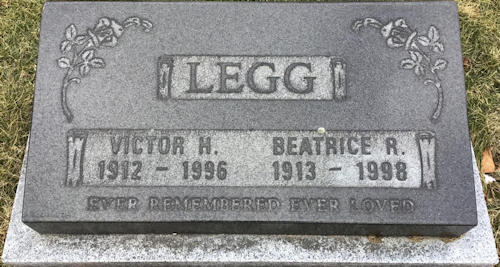 LEGG
VICTOR H. BEATRICE R.
1912 - 1996 1913 - 1998
EVER REMEMBERED EVER LOVED